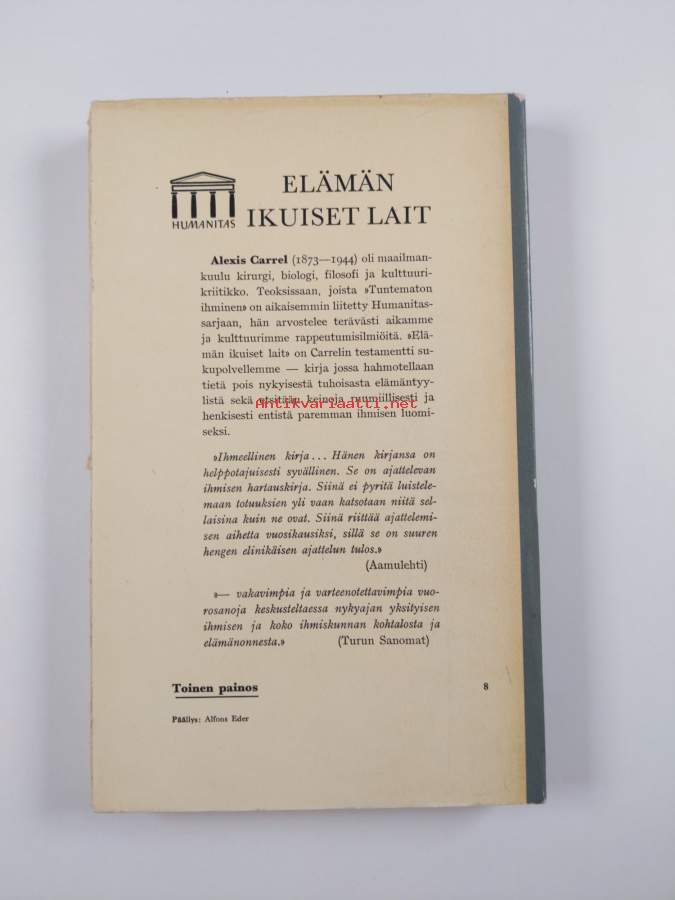 ELÄMÄN
IKUISET LAIT
HUMANITAS
Alexis Carrel (1873—1944) oli maailman-
kuulu kirurgi, biologi, filosofi ja kulttuuri-
kriitikko. Teoksissaan, joista »Tuntematon
ihminen» on aikaisemmin liitetty Humanitas-
sarjaan, hän arvostelee terävästi aikamme
ja kulttuurimme rappeutumisilmiöitä. »Elä-
män ikuiset lait» on Carrelin testamentti su-
kupolvellemme — kirja jossa hahmotellaan
tietä pois nykyisestä tuhoisasta elämäntyy-
listä sekä etsitään keinoja ruumiillisesti ja
Antikvariaatti.net
henkisesti entistä paremman ihmisen luomi-
seksi.
»Ihmeellinen kirja... Hänen kirjansa on
helppotajuisesti syvällinen. Se on ajattelevan
ihmisen hartauskirja. Siinä ei pyritä luistele-
maan totuuksien yli vaan katsotaan niitä sel-
laisina kuin ne ovat. Siinä riittää ajattelemi-
sen aihetta vuosikausiksi, sillä se on suuren
hengen elinikäisen ajattelun tulos.»
(Aamulehti)
»— vakavimpia ja varteenotettavimpia vuo-
rosanoja keskusteltaessa nykyajan yksityisen
ihmisen ja koko ihmiskunnan kohtalosta ja
elämänonnesta.» (Turun Sanomat)
Toinen painos 8
Päällys: Alfons Eder